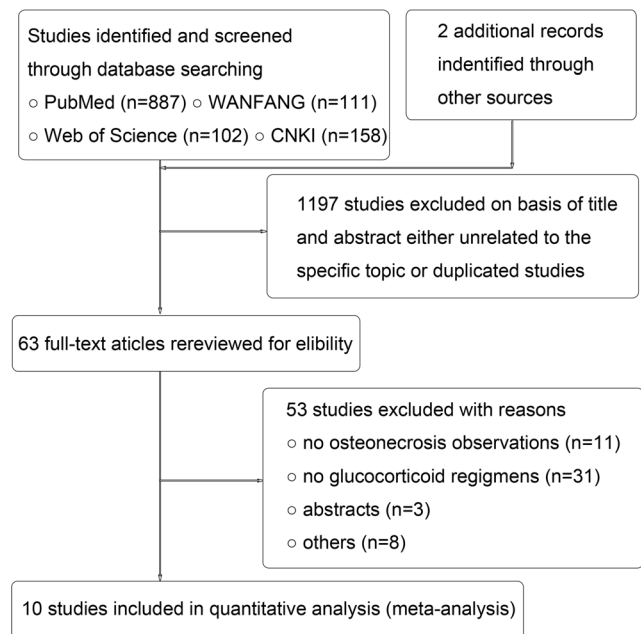 Studies identified and screened
through database searching
○ PubMed (n=887) ○ WANFANG (n=111)
○ Web of Science (n=102) ○ CNKI (n=158)
2 additional records
indentified through
other sources
1197 studies excluded on basis of title
and abstract either unrelated to the
specific topic or duplicated studies
63 full-text aticles rereviewed for elibility
53 studies excluded with reasons
○ no osteonecrosis observations (n=11)
○ no glucocorticoid regigmens (n=31)
○ abstracts (n=3)
○ others (n=8)
10 studies included in quantitative analysis (meta-analysis)